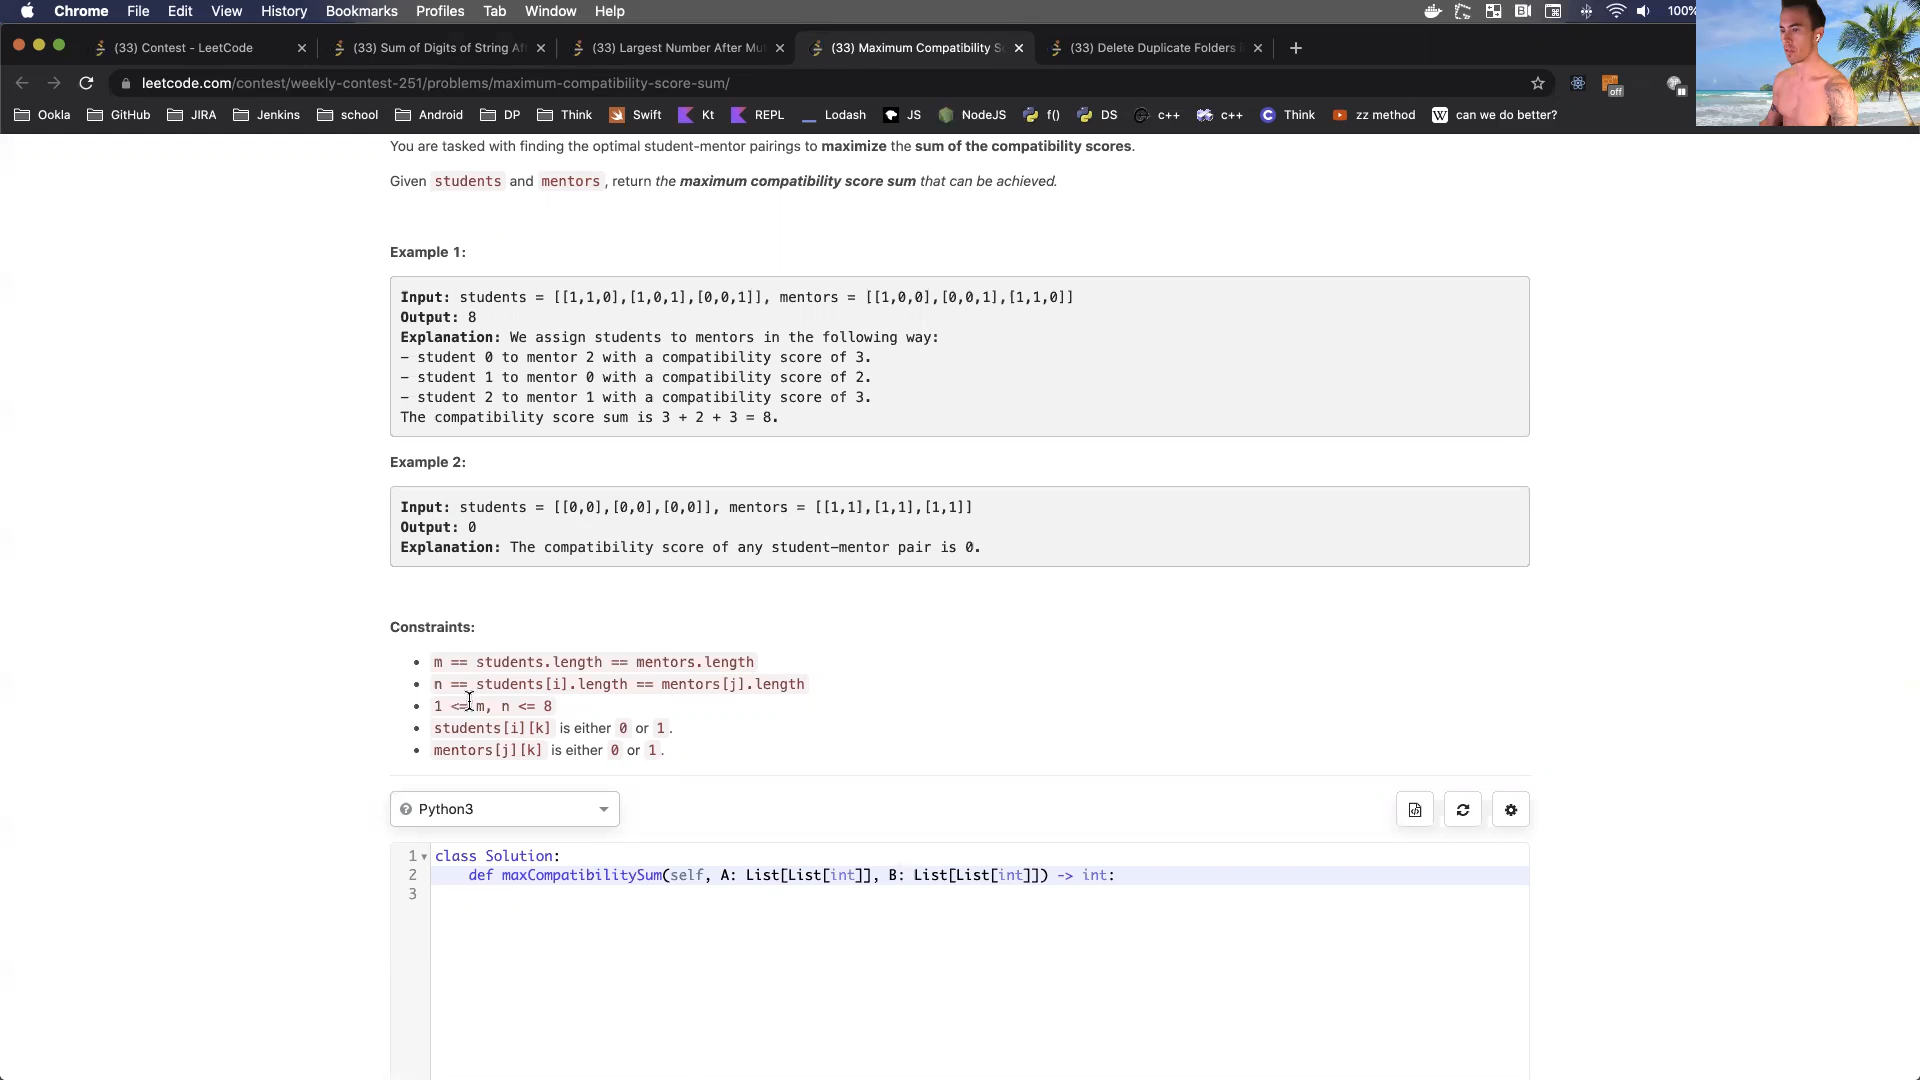 Chrome File Edit View History Bookmarks Profiles Tab Window Help 100%
(33) Contest - LeetCode (33) Sum of Digits of String Af (33) Largest Number After Mu (33) Maximum Compatibility S (33) Delete Duplicate Folders
leetcode.com/contest/weekly-contest-251/problems/maximum-compatibility-score-sum/ off
Ookla GitHub JIRA Jenkins school Android DP Think Swift Kt REPL Lodash JS NodeJS f() DS c++ c++ Think zz method can we do better?
You are tasked with finding the optimal student-mentor pairings to maximize the sum of the compatibility scores.
Given students and mentors, return the maximum compatibility score sum that can be achieved.
Example 1:
Input: students = [[1,1,0],[1,0,1],[0,0,1]], mentors = [[1,0,0],[0,0,1],[1,1,0]]
Output: 8
Explanation: We assign students to mentors in the following way:
- student 0 to mentor 2 with a compatibility score of 3.
- student 1 to mentor 0 with a compatibility score of 2.
- student 2 to mentor 1 with a compatibility score of 3.
The compatibility score sum is 3 + 2 + 3 = 8.
Example 2:
Input: students = [[0,0],[0,0],[0,0]], mentors = [[1,1],[1,1],[1,1]]
Output: 0
Explanation: The compatibility score of any student-mentor pair is 0.
Constraints:
m == students.length == mentors.length
n == students[i].length == mentors[j].length
1 <= m, n <= 8
students[i][k] is either 0 or 1.
mentors[j][k] is either 0 or 1.
Python3
1 class Solution:
2 def maxCompatibilitySum(self, A: List[List[int]], B: List[List[int]]) -> int:
3